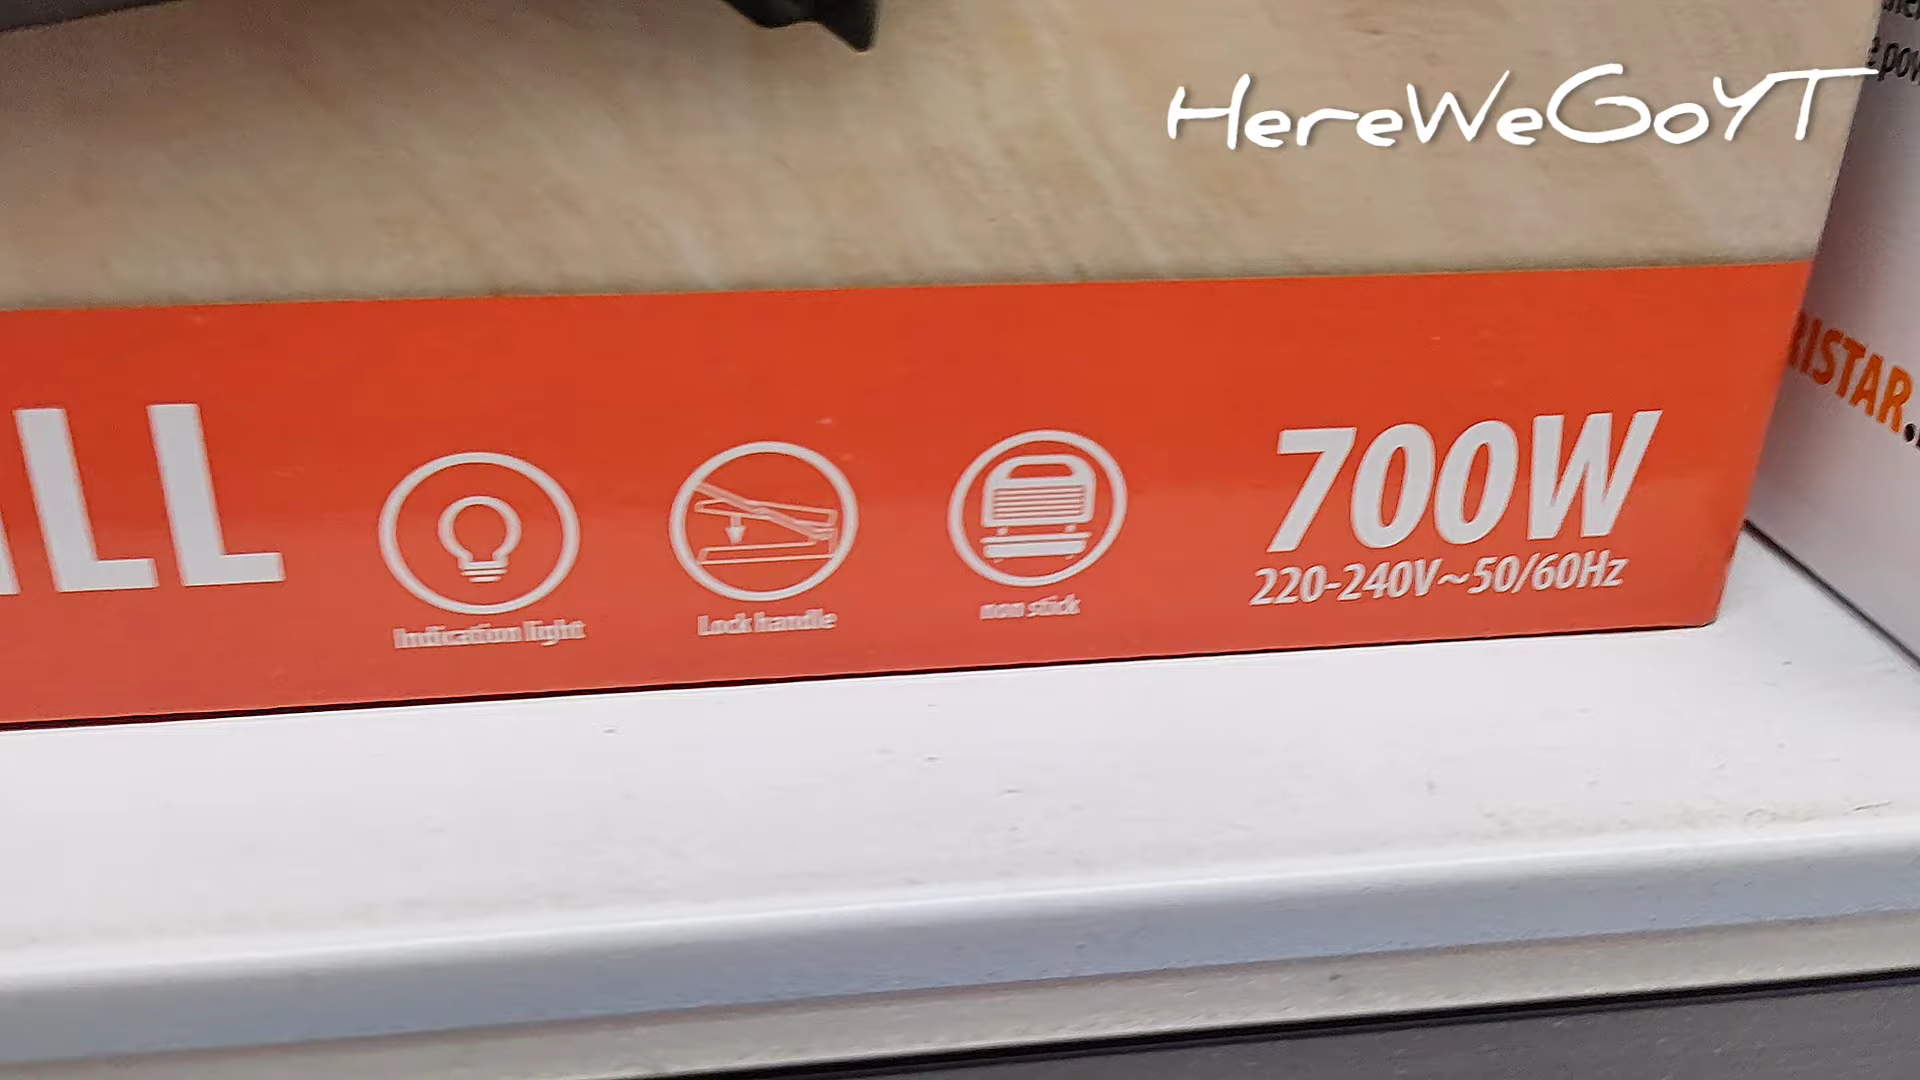 HereWeGoYT
LL
Indication light
Lock handle
non stick
700W
220-240V~50/60Hz
RISTAR.